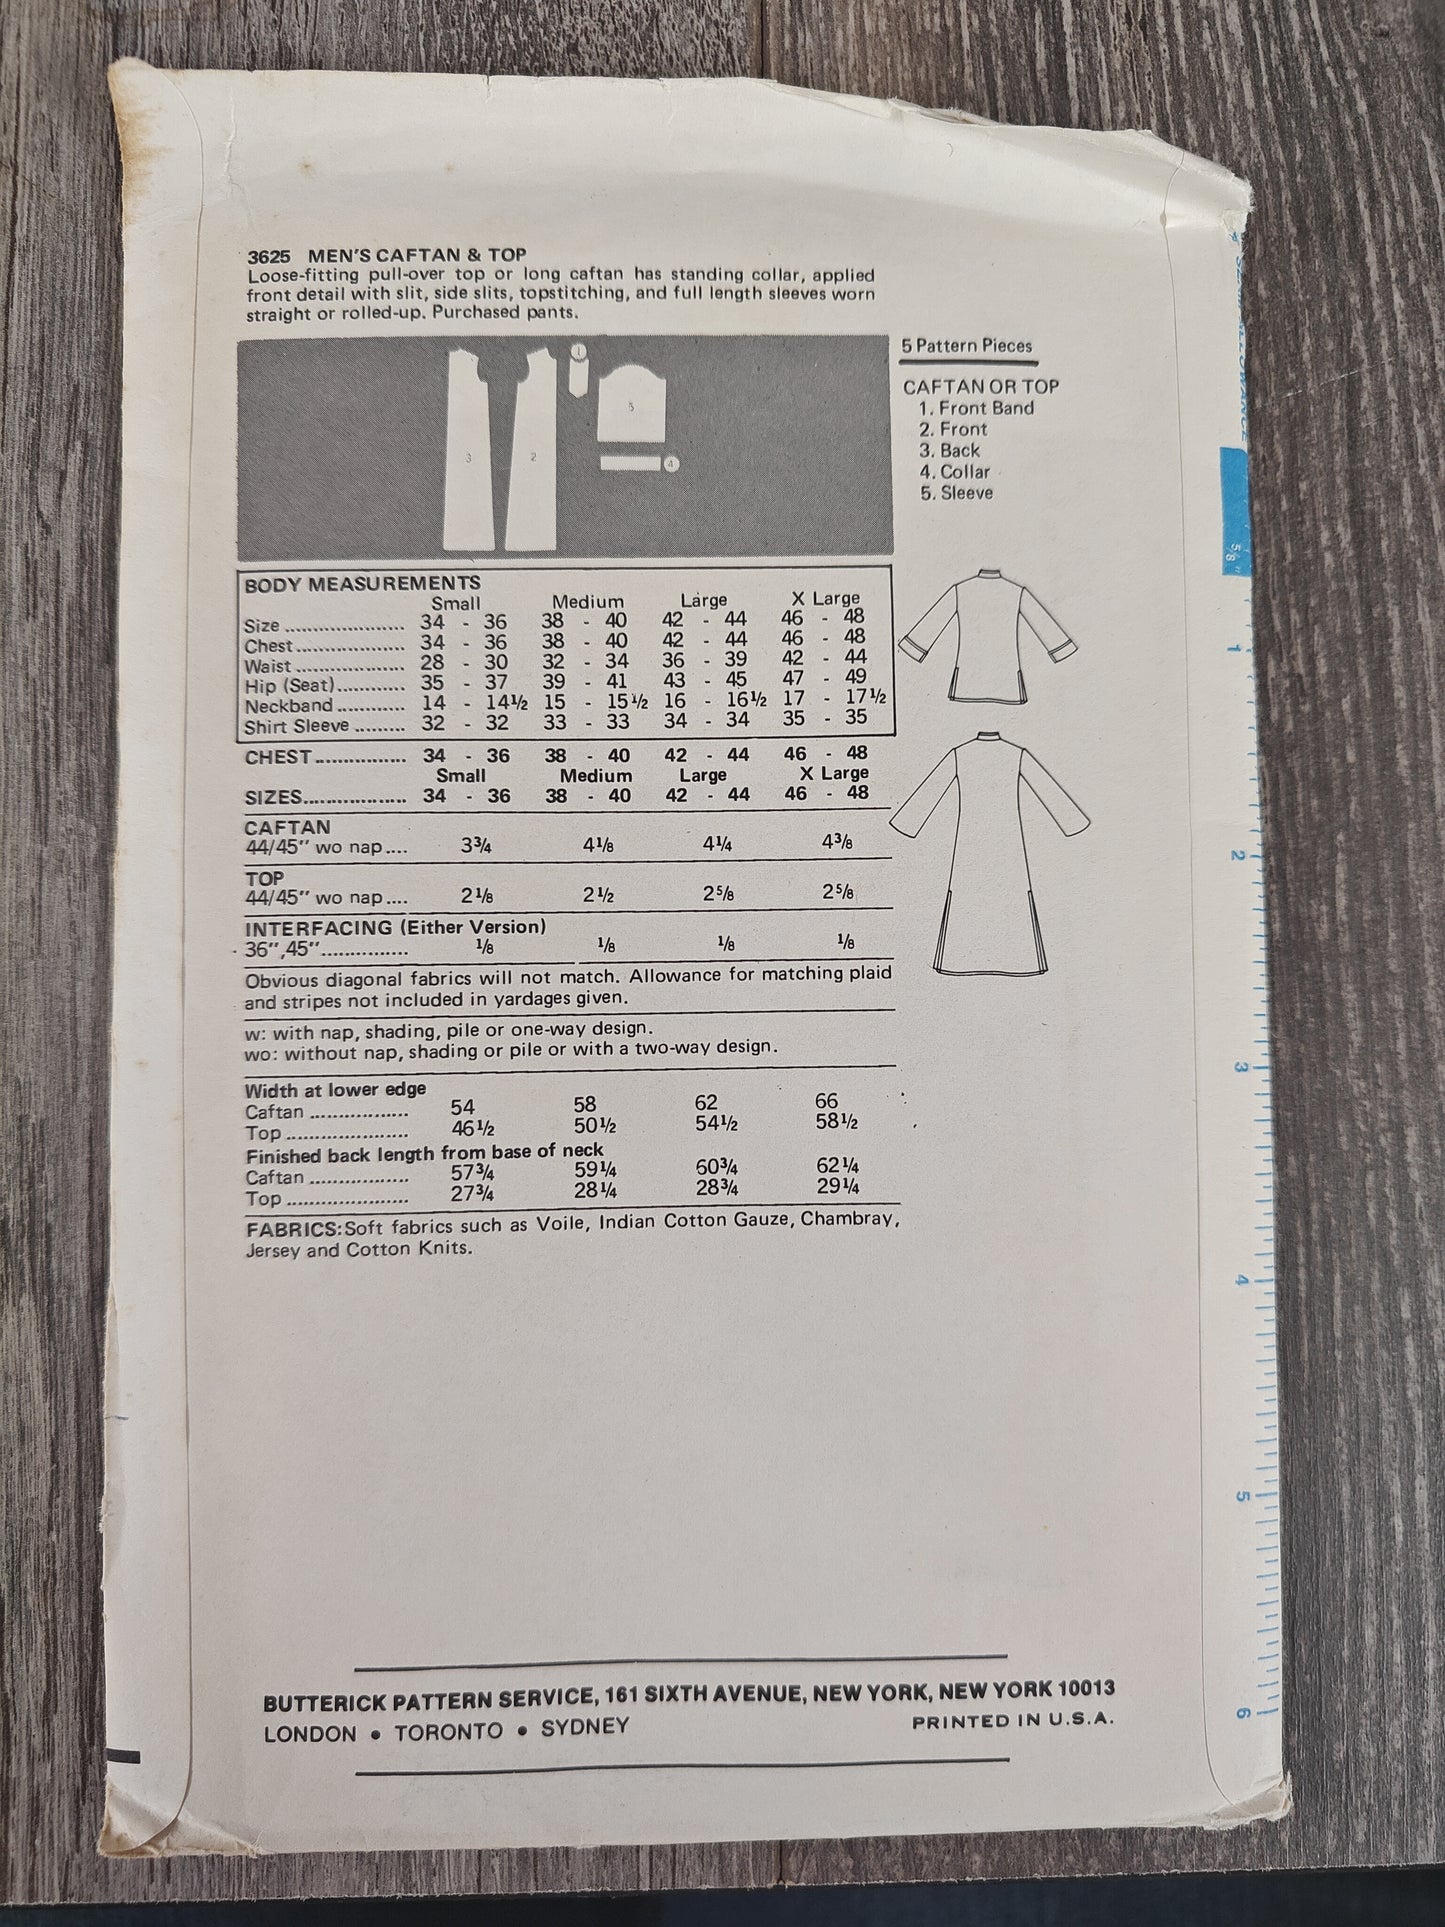 3625 MEN'S CAFTAN & TOP
Loose-fitting pull-over top or long caftan has standing collar, applied
front detail with slit, side slits, topstitching, and full length sleeves worn
straight or rolled-up. Purchased pants.
1
5
3
2
4
5 Pattern Pieces
CAFTAN OR TOP
1. Front Band
2. Front
3. Back
4. Collar
5. Sleeve
BODY MEASUREMENTS
Small Medium Large X Large
Size .................... 34 - 36 38 - 40 42 - 44 46 - 48
Chest .................. 34 - 36 38 - 40 42 - 44 46 - 48
Waist .................. 28 - 30 32 - 34 36 - 39 42 - 44
Hip (Seat)........... 35 - 37 39 - 41 43 - 45 47 - 49
Neckband ........... 14 - 14½ 15 - 15½ 16 - 16½ 17 - 17½
Shirt Sleeve ......... 32 - 32 33 - 33 34 - 34 35 - 35
CHEST ................ 34 - 36 38 - 40 42 - 44 46 - 48
Small Medium Large X Large
SIZES................... 34 - 36 38 - 40 42 - 44 46 - 48
CAFTAN
44/45" wo nap .... 3¾ 4⅛ 4¼ 4⅜
TOP
44/45" wo nap .... 2⅛ 2½ 2⅝ 2⅝
INTERFACING (Either Version)
36",45"............... ⅛ ⅛ ⅛ ⅛
Obvious diagonal fabrics will not match. Allowance for matching plaid
and stripes not included in yardages given.
w: with nap, shading, pile or one-way design.
wo: without nap, shading or pile or with a two-way design.
Width at lower edge
Caftan ................. 54 58 62 66
Top ..................... 46½ 50½ 54½ 58½
Finished back length from base of neck
Caftan ................. 57¾ 59¼ 60¾ 62¼
Top ..................... 27¾ 28¼ 28¾ 29¼
FABRICS: Soft fabrics such as Voile, Indian Cotton Gauze, Chambray,
Jersey and Cotton Knits.
BUTTERICK PATTERN SERVICE, 161 SIXTH AVENUE, NEW YORK, NEW YORK 10013
LONDON • TORONTO • SYDNEY PRINTED IN U.S.A.
5/8"
1
2
3
4
5
6